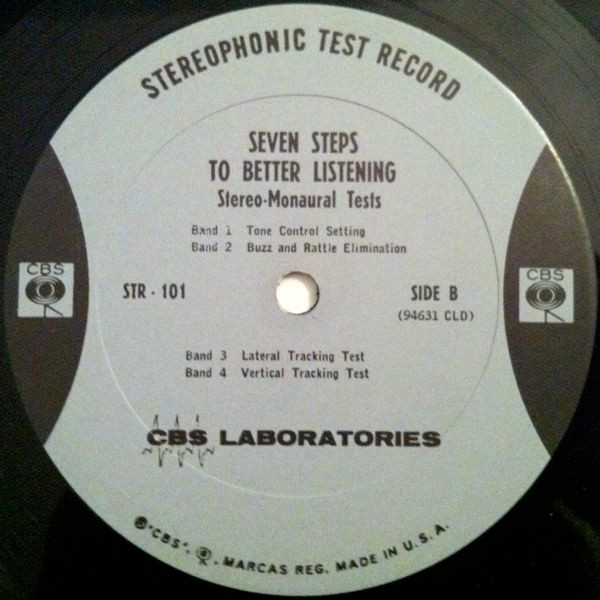 STEREOPHONIC TEST RECORD
SEVEN STEPS
TO BETTER LISTENING
Stereo-Monaural Tests
Band 1 Tone Control Setting
Band 2 Buzz and Rattle Elimination
CBS
STR - 101
SIDE B
(94631 CLD)
CBS
Band 3 Lateral Tracking Test
Band 4 Vertical Tracking Test
CBS LABORATORIES
"CBS", MARCAS REG. MADE IN U.S.A.